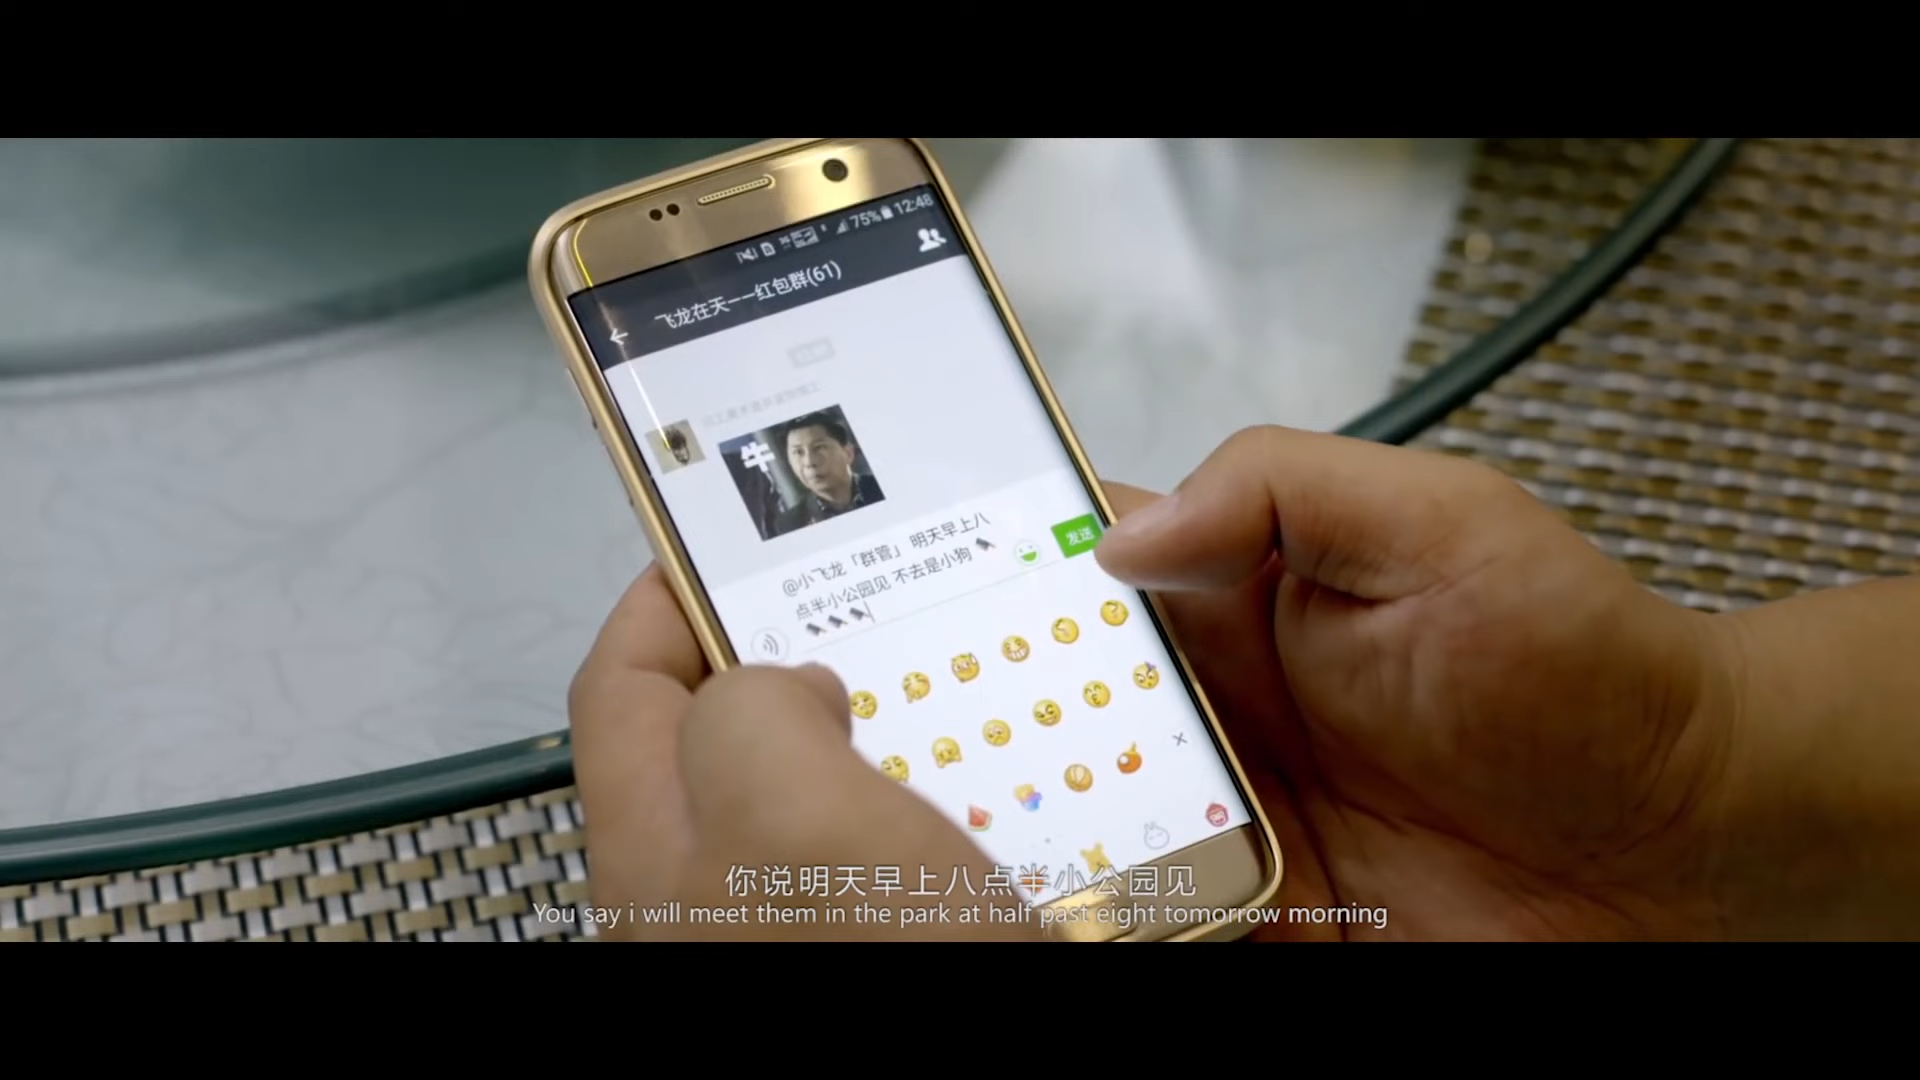 75% 12:48
飞龙在天——红包群(61)
牛
@小飞龙「群管」 明天早上八
点半小公园见 不去是小狗
发送
你说明天早上八点半小公园见
You say i will meet them in the park at half past eight tomorrow morning